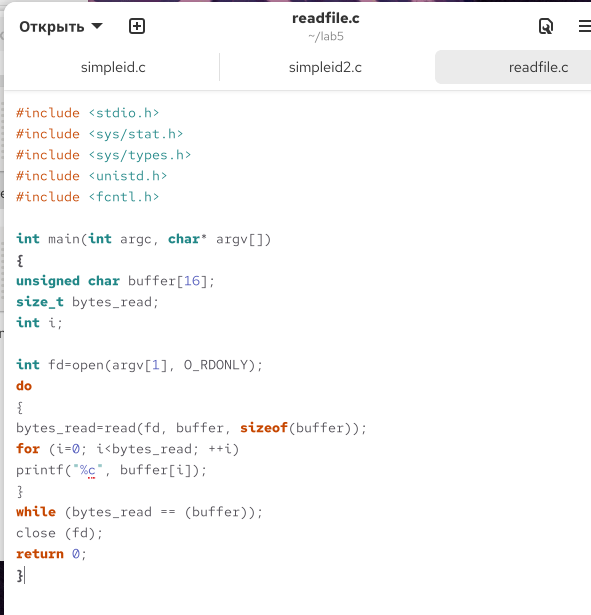 Открыть
readfile.c
~/lab5
simpleid.c simpleid2.c readfile.c
#include <stdio.h>
#include <sys/stat.h>
#include <sys/types.h>
#include <unistd.h>
#include <fcntl.h>
int main(int argc, char* argv[])
{
unsigned char buffer[16];
size_t bytes_read;
int i;
int fd=open(argv[1], O_RDONLY);
do
{
bytes_read=read(fd, buffer, sizeof(buffer));
for (i=0; i<bytes_read; ++i)
printf("%c", buffer[i]);
}
while (bytes_read == (buffer));
close (fd);
return 0;
}